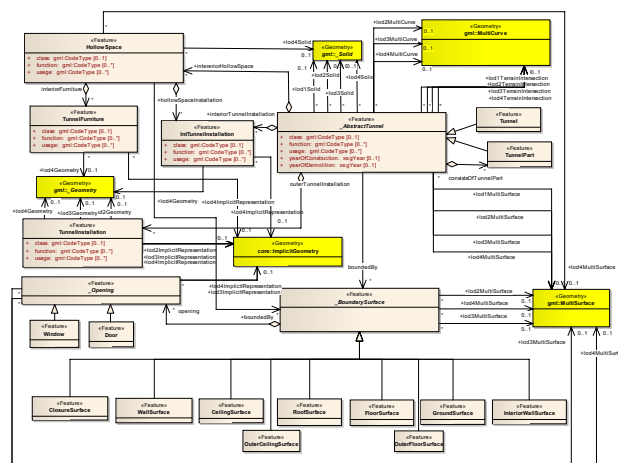 «Feature»
HollowSpace
+ class: gml:CodeType [0..1]
+ function: gml:CodeType [0..*]
+ usage: gml:CodeType [0..*]
+lod4Solid
0..1
«Geometry»
gml::_Solid
+lod2MultiCurve
+lod3MultiCurve
+lod4MultiCurve
«Geometry»
gml::MultiCurve
+lod1TerrainIntersection
+lod2TerrainIntersection
+lod3TerrainIntersection
+lod4TerrainIntersection
+lod1Solid
+lod2Solid
+lod3Solid
+lod4Solid
interiorFurniture
+hollowSpaceInstallation
+interiorTunnelInstallation
«Feature»
TunnelFurniture
+ class: gml:CodeType [0..1]
+ function: gml:CodeType [0..*]
+ usage: gml:CodeType [0..*]
«Feature»
IntTunnelInstallation
+ class: gml:CodeType [0..1]
+ function: gml:CodeType [0..*]
+ usage: gml:CodeType [0..*]
«Feature»
_AbstractTunnel
+ class: gml:CodeType [0..1]
+ function: gml:CodeType [0..*]
+ usage: gml:CodeType [0..*]
+ yearOfConstruction: xs:gYear [0..1]
+ yearOfDemolition: xs:gYear [0..1]
«Feature»
Tunnel
«Feature»
TunnelPart
consistsOfTunnelPart
outerTunnelInstallation
+lod4Geometry
«Geometry»
gml::_Geometry
+lod4Geometry
+lod3Geometry
+lod4Geometry
+lod4ImplicitRepresentation
+lod1MultiSurface
+lod2MultiSurface
+lod3MultiSurface
+lod4MultiSurface
«Feature»
TunnelInstallation
+ class: gml:CodeType [0..1]
+ function: gml:CodeType [0..*]
+ usage: gml:CodeType [0..*]
+lod2ImplicitRepresentation
+lod3ImplicitRepresentation
+lod4ImplicitRepresentation
«Geometry»
core::ImplicitGeometry
+lod4ImplicitRepresentation
+lod3ImplicitRepresentation
boundedBy
+lod4MultiSurface
«Feature»
_Opening
opening
+boundedBy
«Feature»
_BoundarySurface
+lod2MultiSurface
+lod4MultiSurface
+lod3MultiSurface
«Geometry»
gml::MultiSurface
+lod3MultiSurface
«Feature»
Window
«Feature»
Door
«Feature»
ClosureSurface
«Feature»
WallSurface
«Feature»
CeilingSurface
«Feature»
RoofSurface
«Feature»
FloorSurface
«Feature»
GroundSurface
«Feature»
InteriorWallSurface
«Feature»
OuterCeilingSurface
«Feature»
OuterFloorSurface